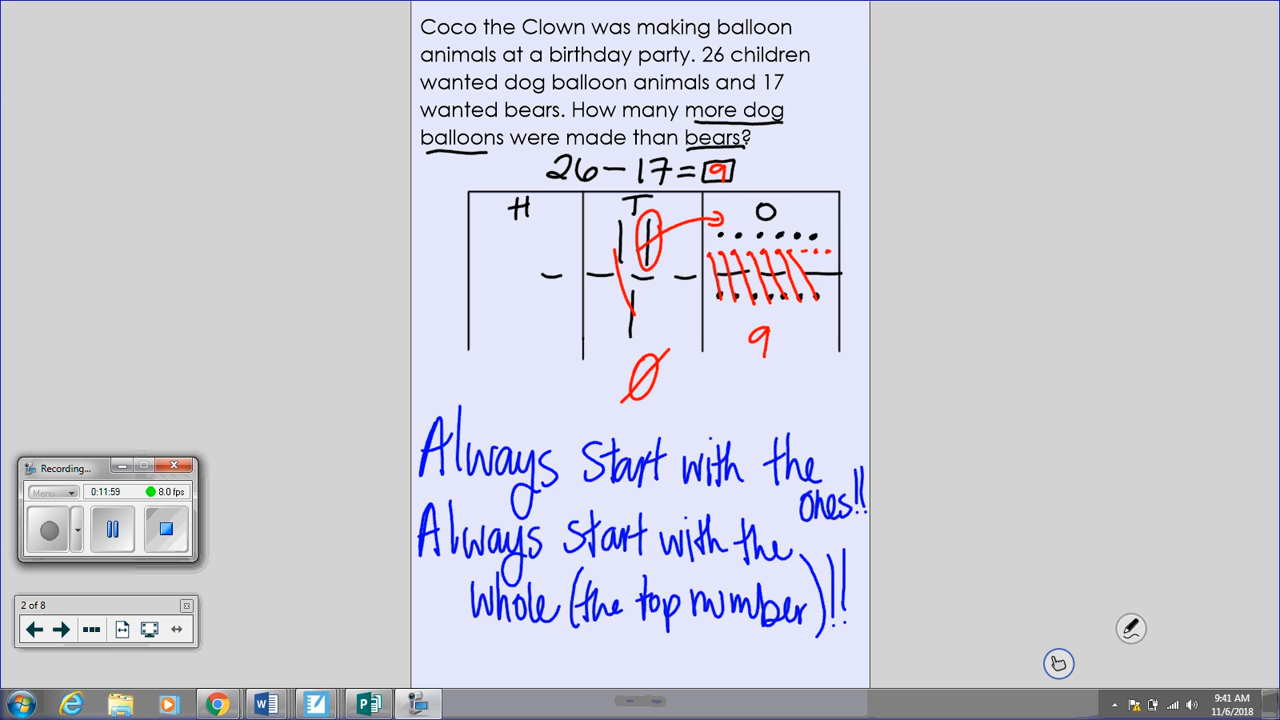 Coco the Clown was making balloon
animals at a birthday party. 26 children
wanted dog balloon animals and 17
wanted bears. How many more dog
balloons were made than bears?
26-17=9
H T O
9
0
Always start with the
ones!!
Always start with the
whole (the top number)!!
Recording...
Menu
0:11:59 8.0 fps
2 of 8
9:41 AM
11/6/2018